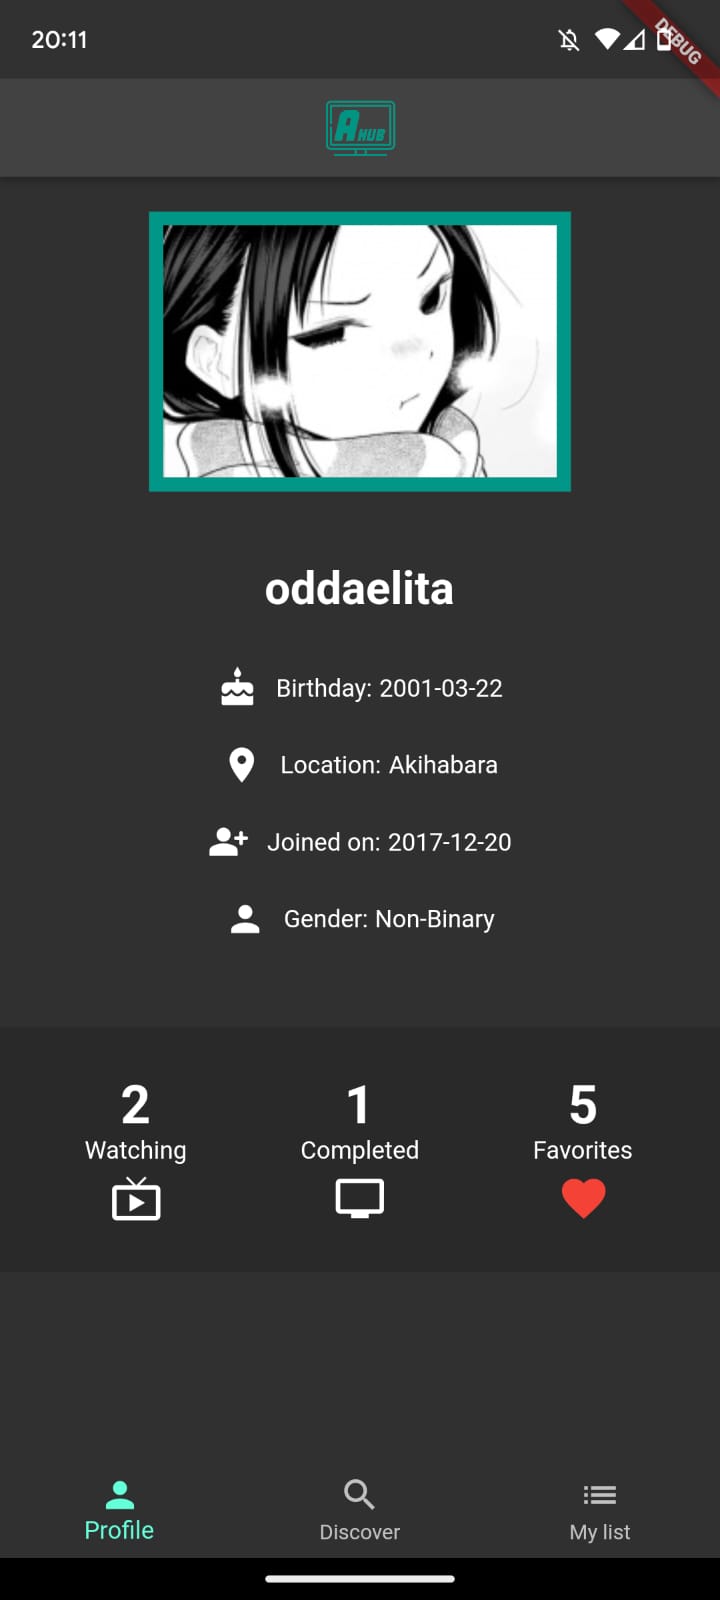 20:11
DEBUG
AHUB
oddaelita
Birthday: 2001-03-22
Location: Akihabara
Joined on: 2017-12-20
Gender: Non-Binary
2
Watching
1
Completed
5
Favorites
Profile
Discover
My list